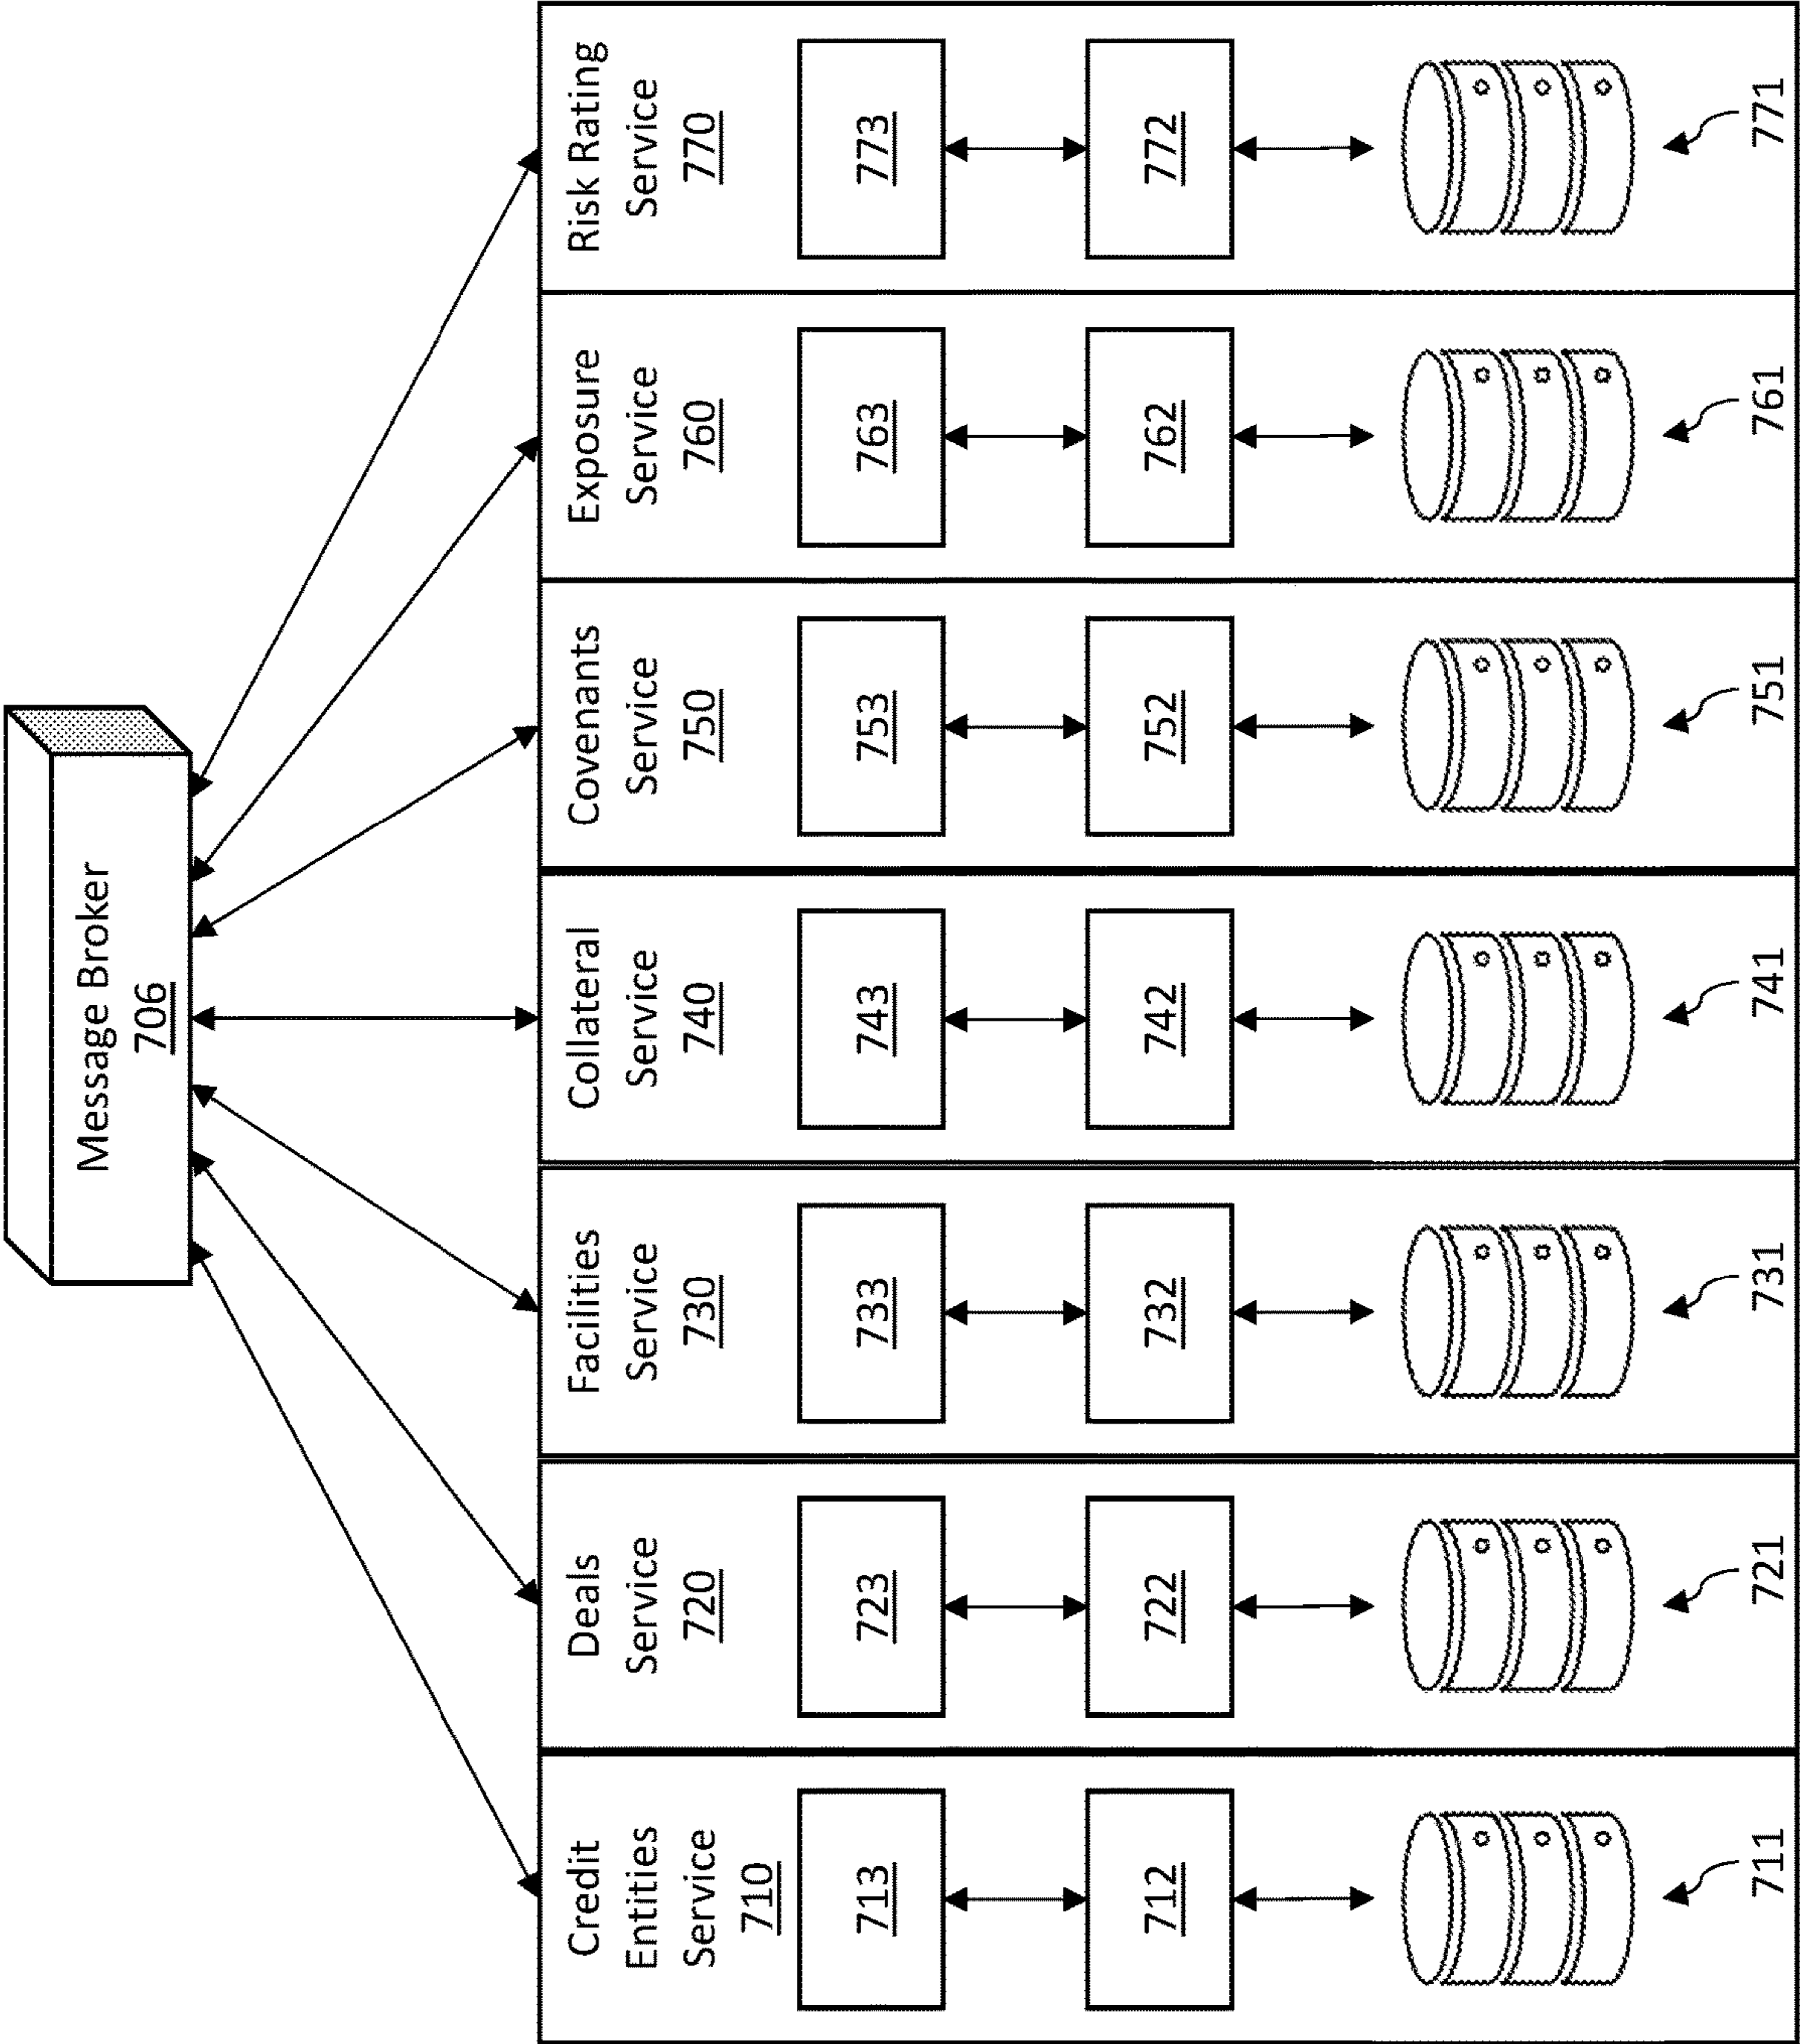 Message Broker
706
Credit
Entities
Service
710
713
712
711
Deals
Service
720
723
722
721
Facilities
Service
730
733
732
731
Collateral
Service
740
743
742
741
Covenants
Service
750
753
752
751
Exposure
Service
760
763
762
761
Risk Rating
Service
770
773
772
771